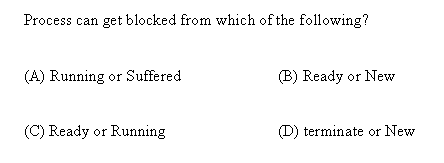 Process can get blocked from which of the following?
(A) Running or Suffered (B) Ready or New
(C) Ready or Running (D) terminate or New